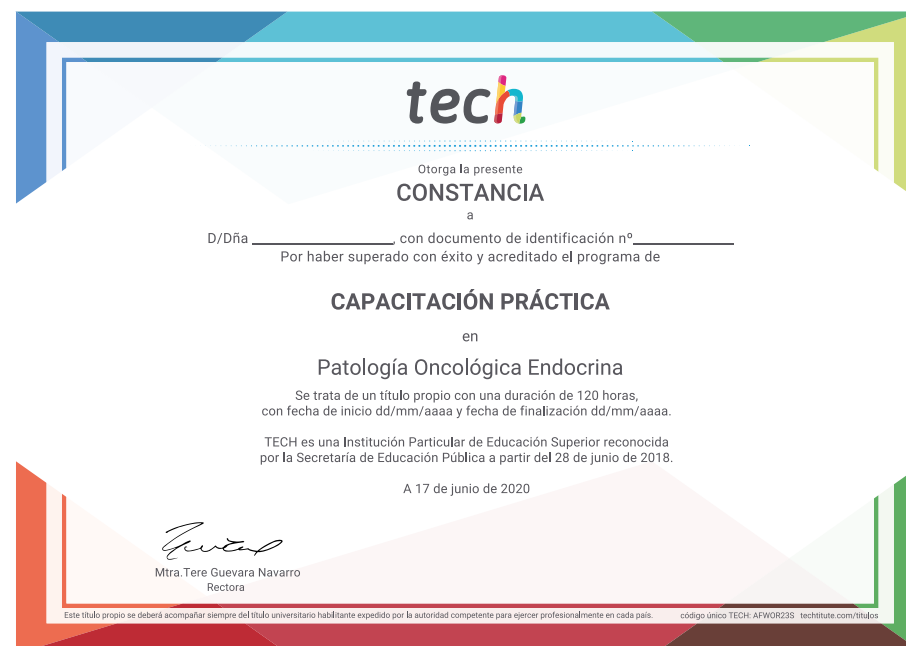 tech
Otorga la presente
CONSTANCIA
a
D/Dña ____________________, con documento de identificación nº______________
Por haber superado con éxito y acreditado el programa de
CAPACITACIÓN PRÁCTICA
en
Patología Oncológica Endocrina
Se trata de un título propio con una duración de 120 horas,
con fecha de inicio dd/mm/aaaa y fecha de finalización dd/mm/aaaa.
TECH es una Institución Particular de Educación Superior reconocida
por la Secretaría de Educación Pública a partir del 28 de junio de 2018.
A 17 de junio de 2020
Mtra.Tere Guevara Navarro
Rectora
Este título propio se deberá acompañar siempre del título universitario habilitante expedido por la autoridad competente para ejercer profesionalmente en cada país. código único TECH: AFWOR23S techtitute.com/titulos